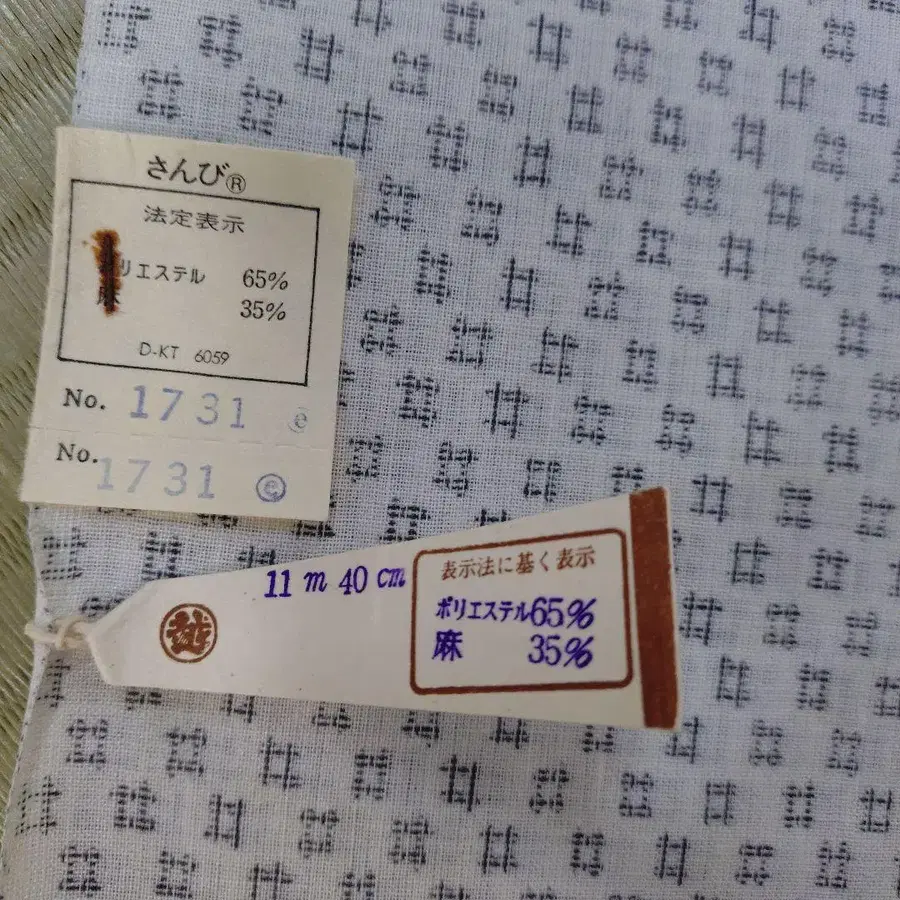 さんび®
法定表示
ポリエステル 65%
麻 35%
D-KT 6059
No. 1731 ⓒ
No. 1731 ⓒ
11 m 40 cm
表示法に基く表示
ポリエステル65%
麻 35%
越